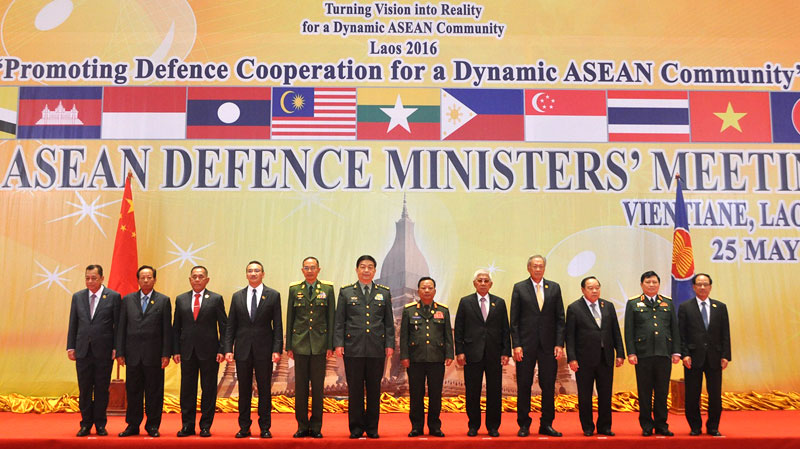 Turning Vision into Reality
for a Dynamic ASEAN Community
Laos 2016
"Promoting Defence Cooperation for a Dynamic ASEAN Community"
ASEAN DEFENCE MINISTERS' MEETIN
VIENTIANE, LAO
25 MAY